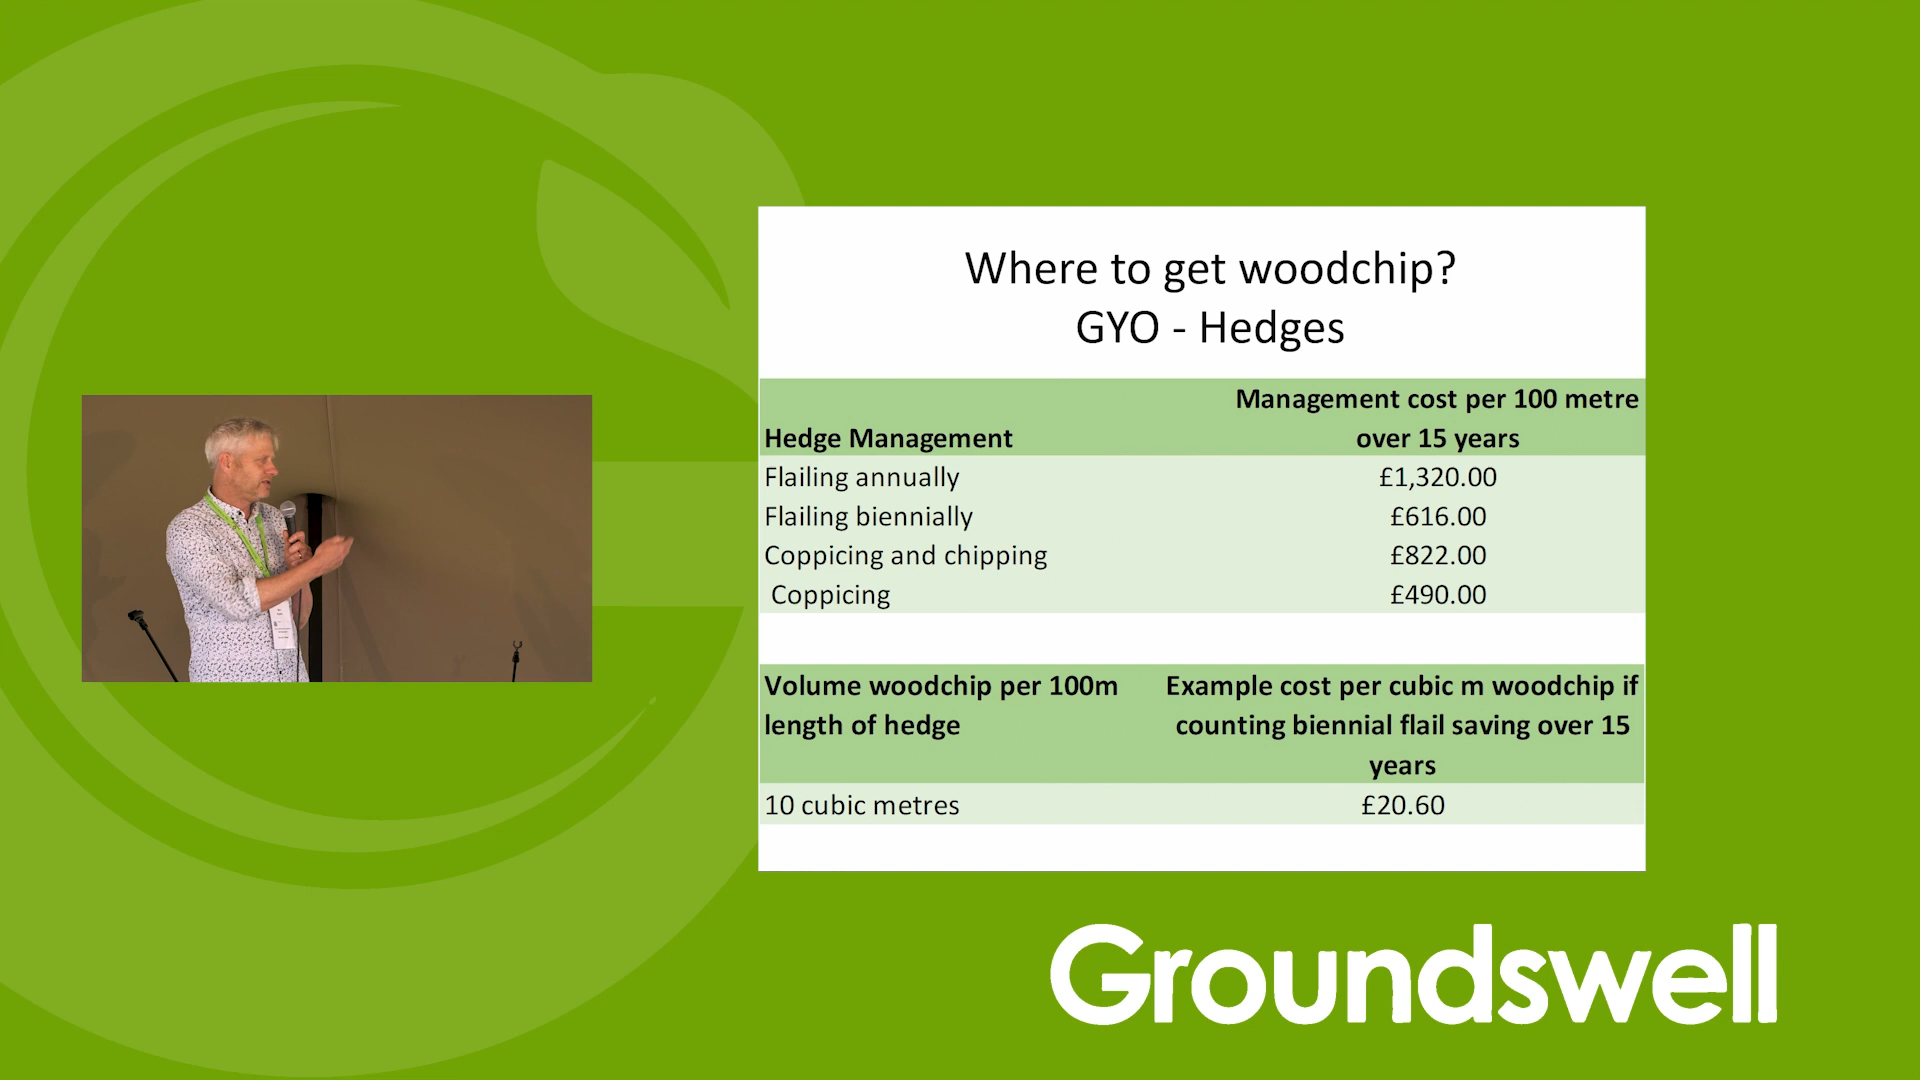 Where to get woodchip?
GYO - Hedges
Management cost per 100 metre
Hedge Management over 15 years
Flailing annually £1,320.00
Flailing biennially £616.00
Coppicing and chipping £822.00
Coppicing £490.00
Volume woodchip per 100m Example cost per cubic m woodchip if
length of hedge counting biennial flail saving over 15
years
10 cubic metres £20.60
Groundswell